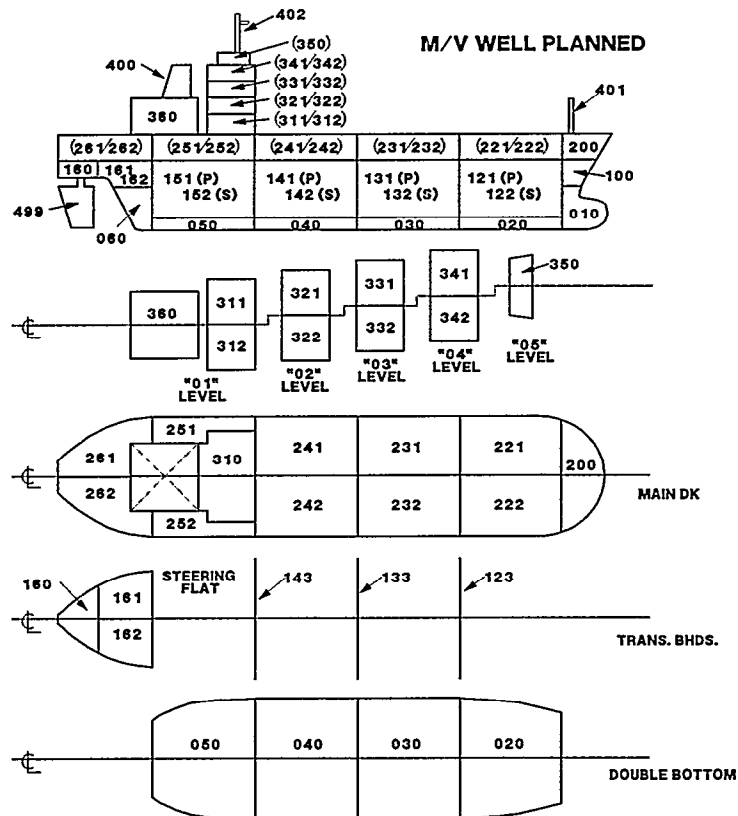 402
(350)
M/V WELL PLANNED
400
(341/342)
(331/332)
401
360
(321/322)
(311/312)
(261/262) (251/252) (241/242) (231/232) (221/222) 200
160 161
162
151 (P) 141 (P) 131 (P) 121 (P)
152 (S) 142 (S) 132 (S) 122 (S)
100
499
060
050 040 030 020
010
350
360 311 321 331 341
312 322 332 342
"01" LEVEL
"02" LEVEL
"03" LEVEL
"04" LEVEL
"05" LEVEL
251
261 310 241 231 221
200
262 242 232 222
252
MAIN DK
STEERING FLAT
160 161
162
143 133 123
TRANS. BHDS.
050 040 030 020
DOUBLE BOTTOM